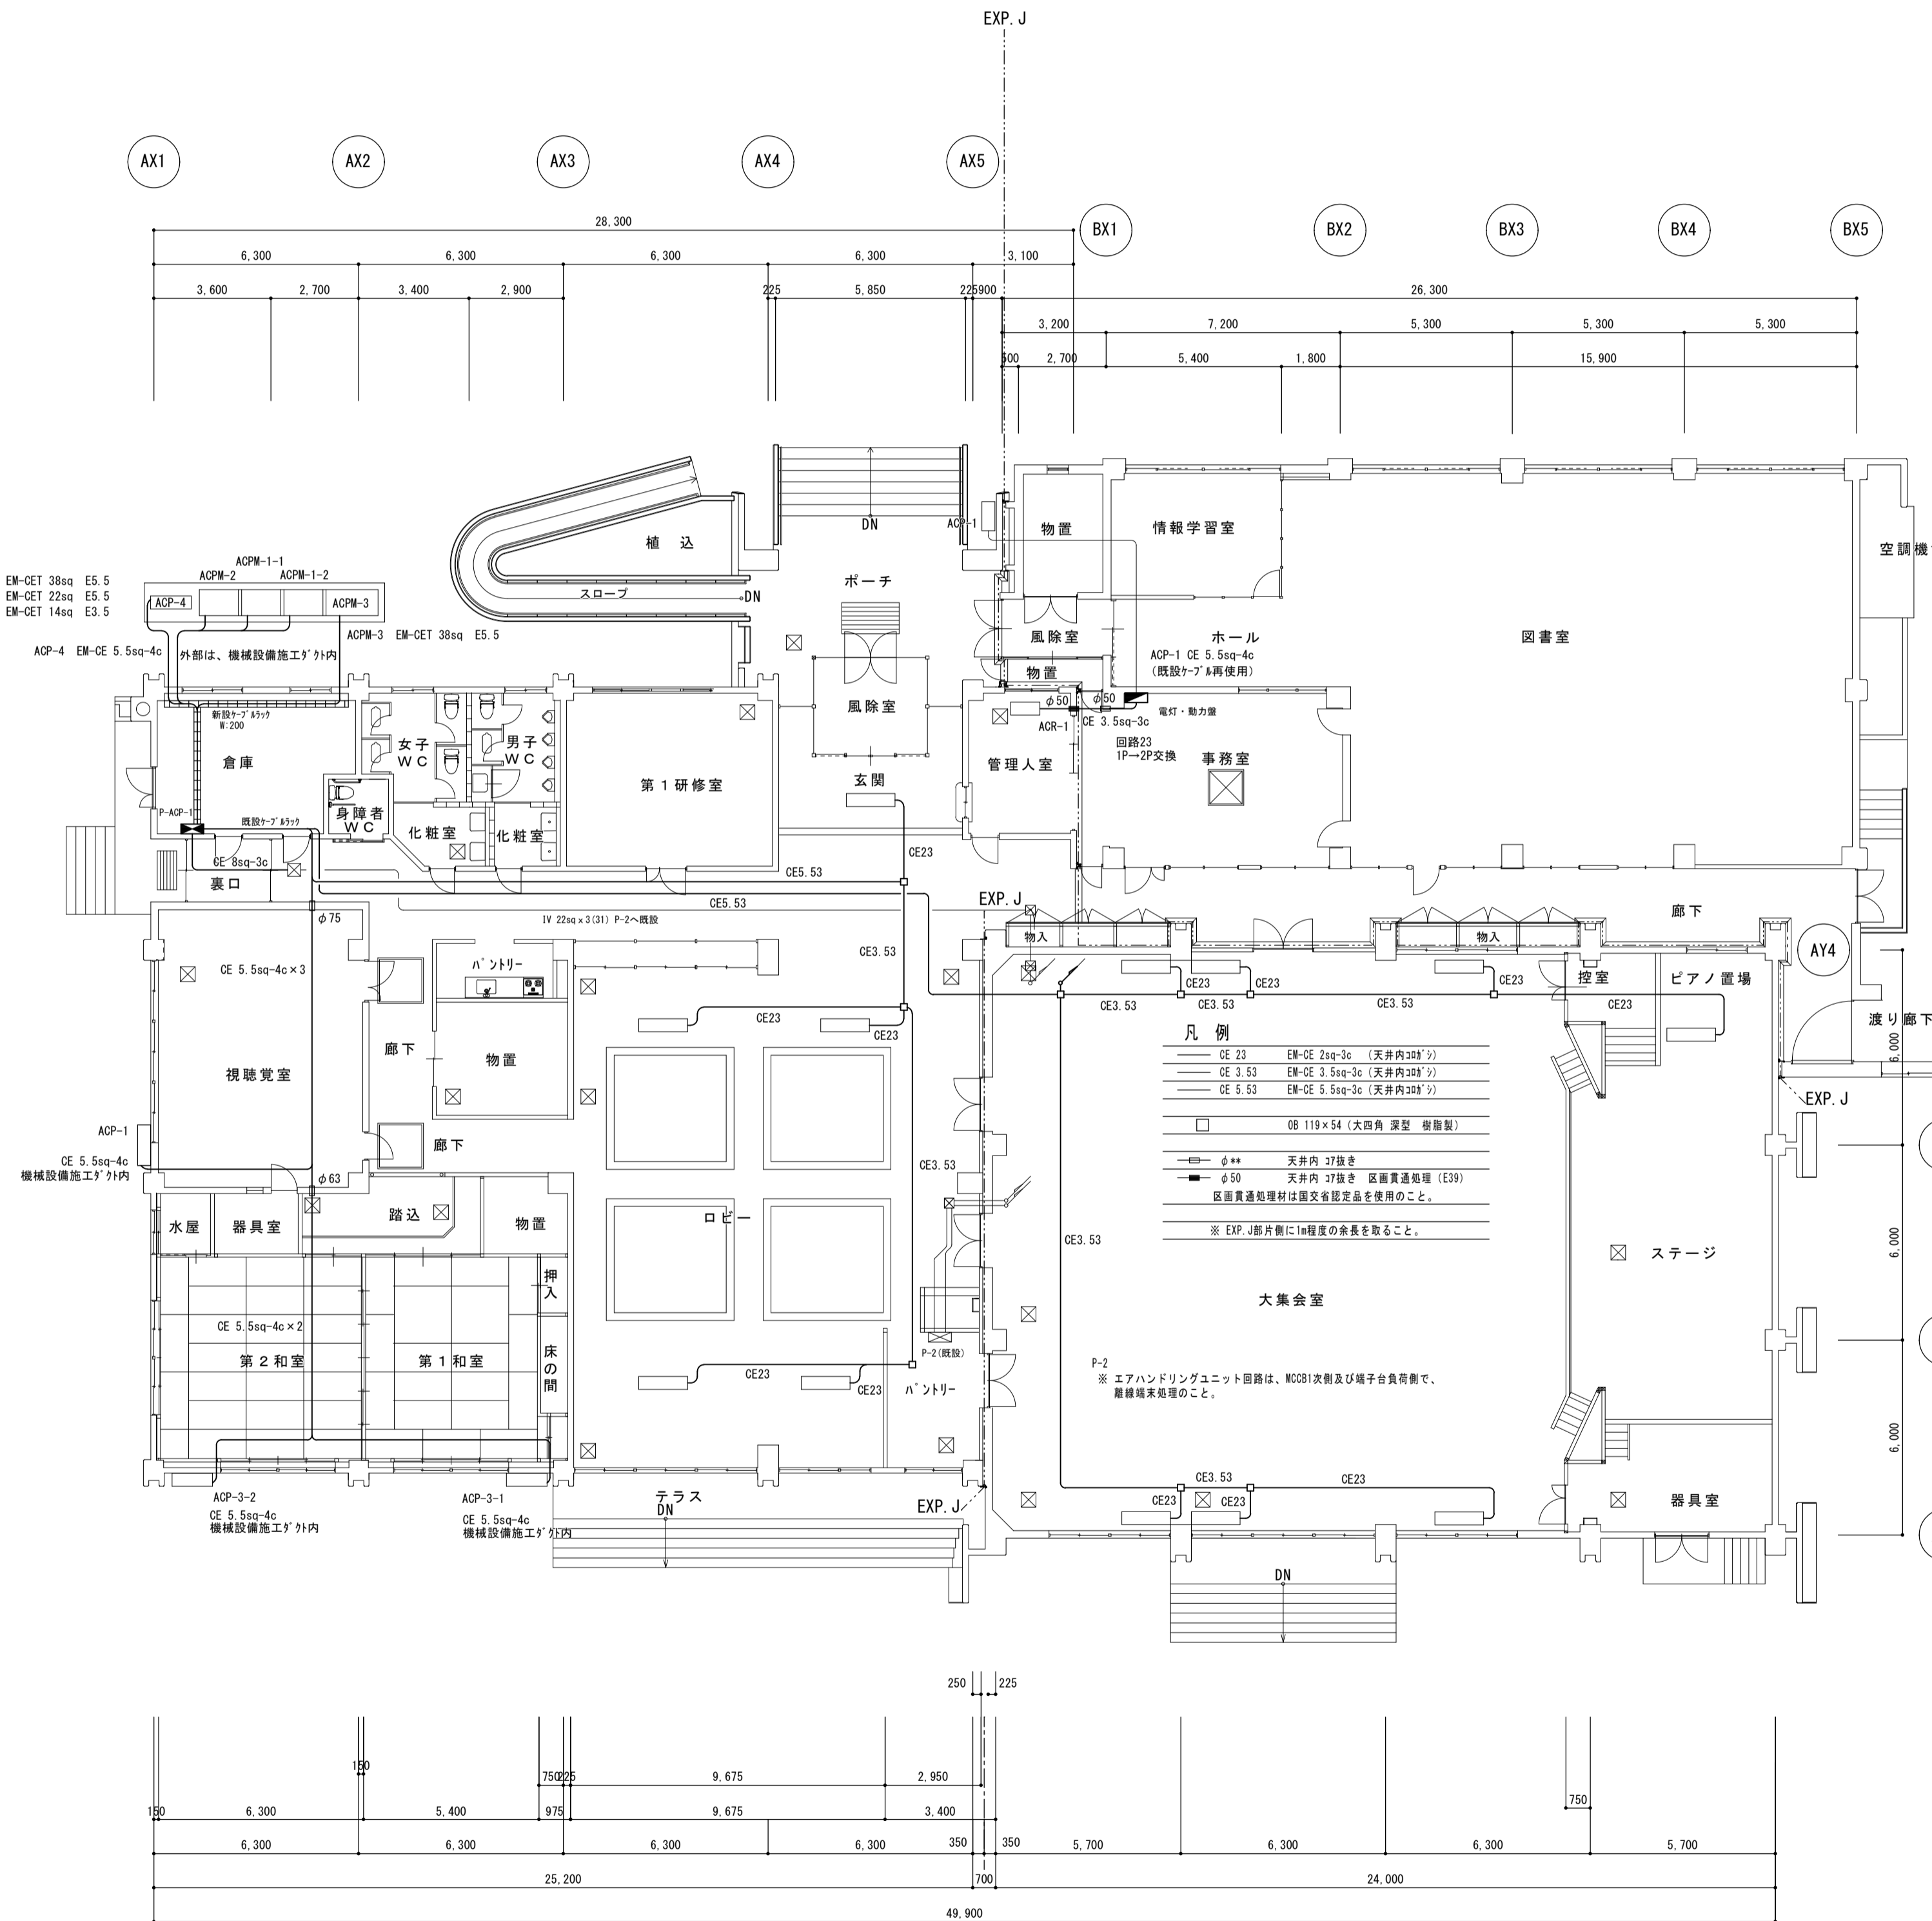 EXP. J
AX1
AX2
AX3
AX4
AX5
BX1
BX2
BX3
BX4
BX5
28,300
6,300
6,300
6,300
6,300
3,100
3,600
2,700
3,400
2,900
225
5,850
225
900
26,300
3,200
7,200
5,300
5,300
5,300
2,700
5,400
1,800
15,900
DN
ACP-1
物置
情報学習室
空調機
植 込
ポーチ
スロープ
DN
風除室
ホール
図書室
ACP-1 CE 5.5sq-4c
(既設ケーブル再使用)
物置
ACPM-1-1
ACPM-2
ACPM-1-2
EM-CET 38sq E5.5
EM-CET 22sq E5.5
EM-CET 14sq E3.5
ACP-4
ACPM-3
ACPM-3 EM-CET 38sq E5.5
ACP-4 EM-CE 5.5sq-4c
外部は、機械設備施工ダクト内
新設ケーブルラック
W:200
倉庫
女子
WC
男子
WC
第1研修室
風除室
φ50
φ50
電灯・動力盤
ACR-1
CE 3.5sq-3c
回路23
1P→2P交換
管理人室
事務室
玄関
P-ACP-1
既設ケーブルラック
身障者
WC
化粧室
化粧室
CE 8sq-3c
裏口
CE23
CE5.53
CE5.53
φ75
IV 22sq x 3(31) P-2へ既設
EXP. J
物入
物入
廊下
AY4
CE 5.5sq-4c×3
パントリー
CE3.53
CE23
CE23
CE23
CE3.53
CE3.53
CE3.53
控室
ピアノ置場
CE23
渡り廊下
CE23
CE23
廊下
物置
視聴覚室
凡 例
CE 23 EM-CE 2sq-3c (天井内コロガシ)
CE 3.53 EM-CE 3.5sq-3c (天井内コロガシ)
CE 5.53 EM-CE 5.5sq-3c (天井内コロガシ)
OB 119×54 (大四角 深型 樹脂製)
φ** 天井内 コア抜き
φ50 天井内 コア抜き 区画貫通処理 (E39)
区画貫通処理材は国交省認定品を使用のこと。
※ EXP.J部片側に1m程度の余長を取ること。
6,000
EXP. J
ACP-1
CE 5.5sq-4c
機械設備施工ダクト内
廊下
CE3.53
φ63
水屋
器具室
踏込
物置
ロビー
CE3.53
ステージ
6,000
押入
大集会室
CE 5.5sq-4c×2
第2和室
第1和室
床の間
P-2(既設)
CE23
CE23
パントリー
P-2
※ エアハンドリングユニット回路は、MCCB1次側及び端子台負荷側で、
離線端末処理のこと。
6,000
ACP-3-2
CE 5.5sq-4c
機械設備施工ダクト内
ACP-3-1
CE 5.5sq-4c
機械設備施工ダクト内
テラス
DN
EXP. J
CE3.53
CE23
CE23
CE23
器具室
DN
250
225
150
750
225
9,675
2,950
150
6,300
5,400
975
9,675
3,400
750
6,300
6,300
6,300
6,300
350
350
5,700
6,300
6,300
5,700
25,200
700
24,000
49,900